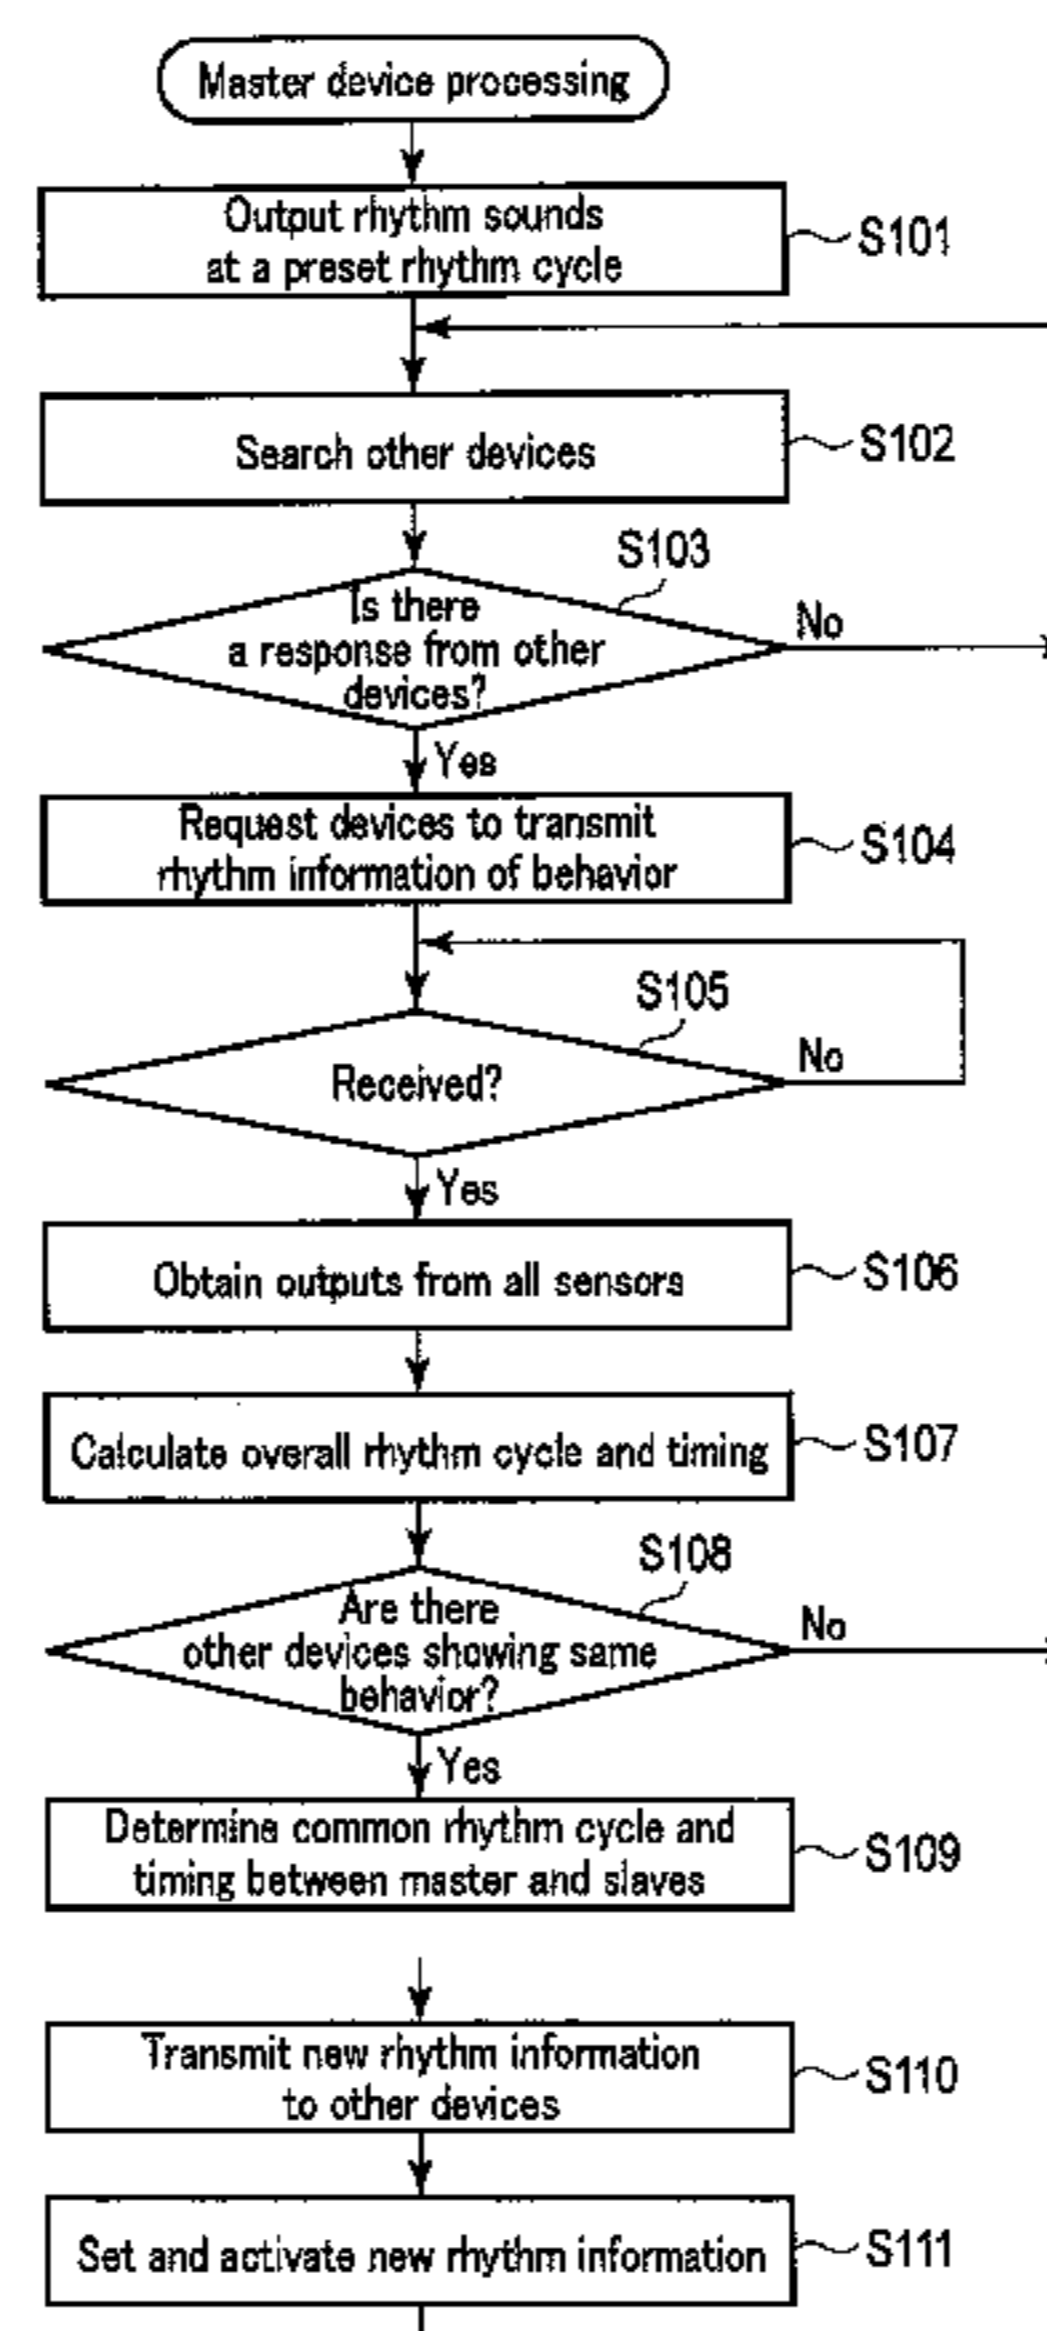 Master device processing
Output rhythm sounds
at a preset rhythm cycle
S101
Search other devices
S102
S103
Is there
a response from other
devices?
No
Yes
Request devices to transmit
rhythm information of behavior
S104
S105
Received?
No
Yes
Obtain outputs from all sensors
S106
Calculate overall rhythm cycle and timing
S107
S108
Are there
other devices showing same
behavior?
No
Yes
Determine common rhythm cycle and
timing between master and slaves
S109
Transmit new rhythm information
to other devices
S110
Set and activate new rhythm information
S111